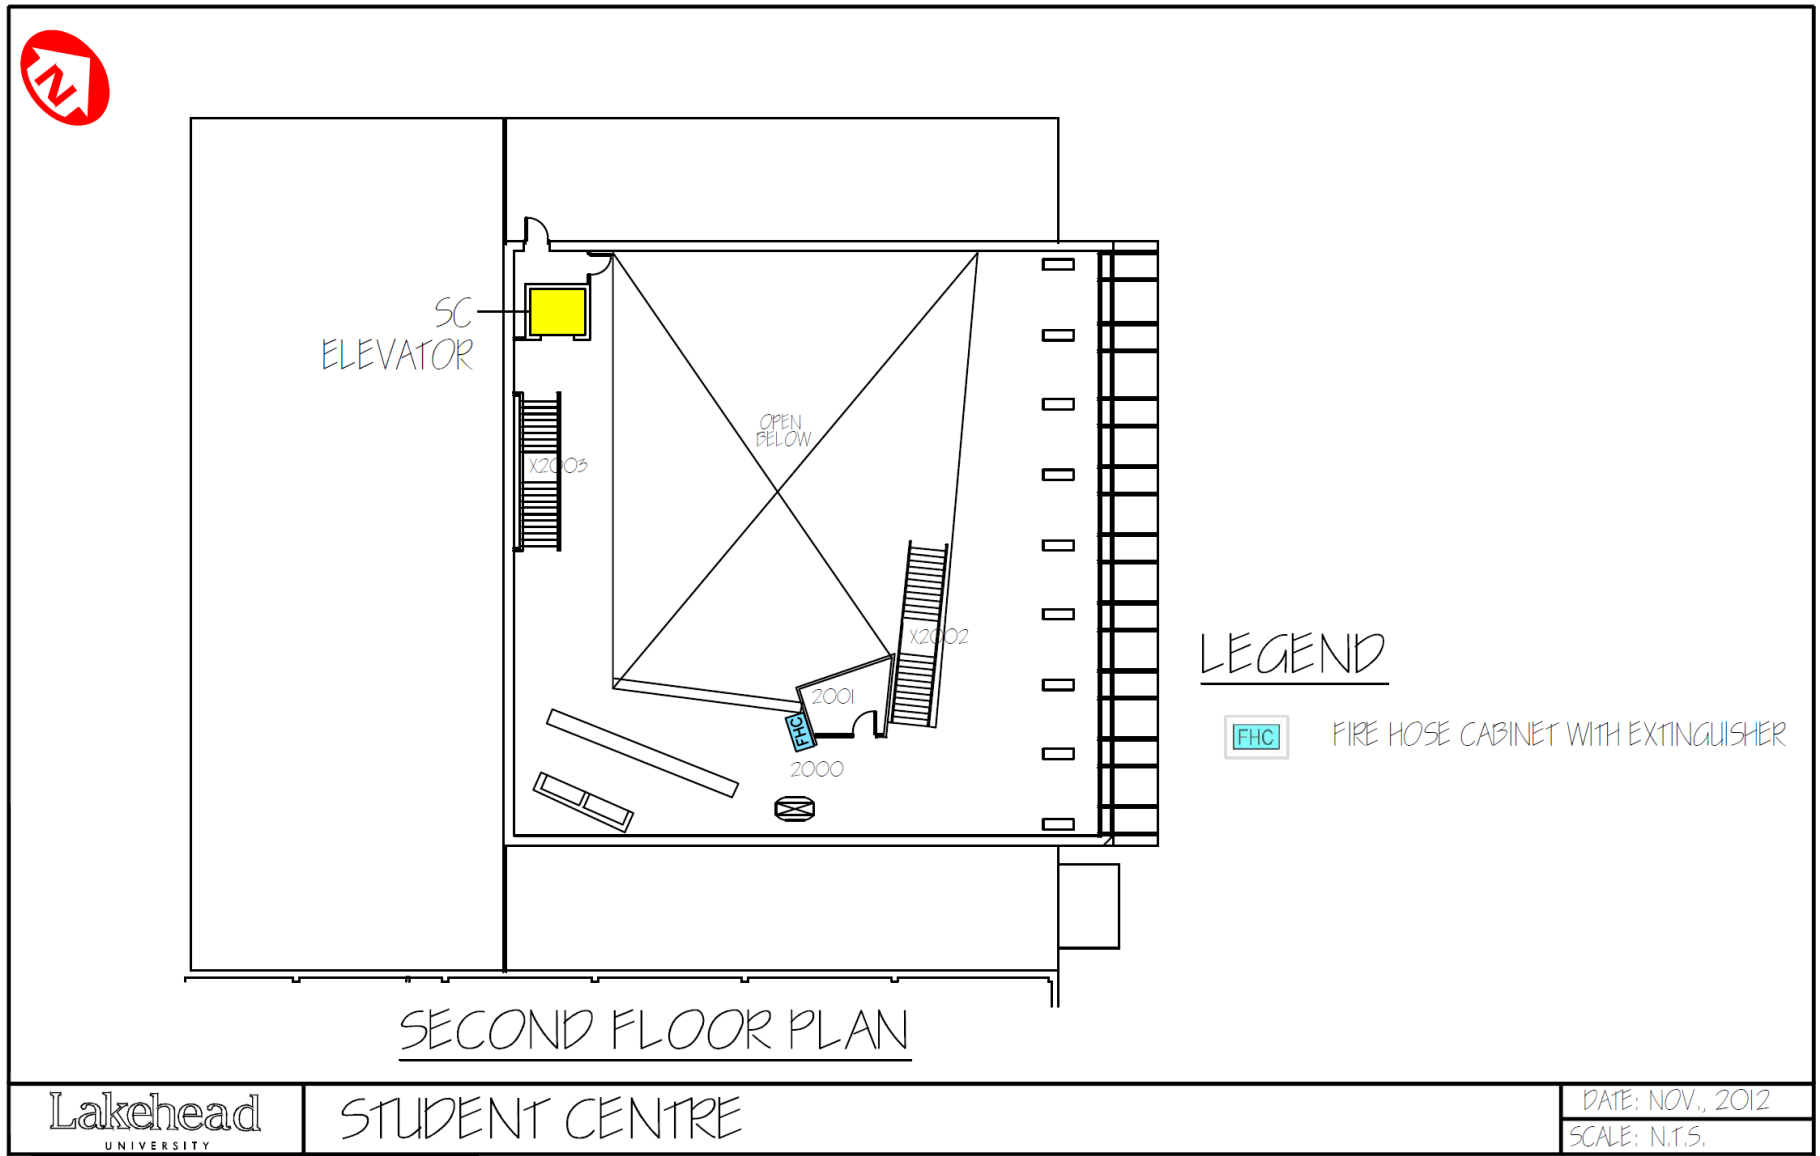 N
SC
ELEVATOR
OPEN
BELOW
X2003
X2002
2001
FHC
2000
LEGEND
FHC FIRE HOSE CABINET WITH EXTINGUISHER
SECOND FLOOR PLAN
Lakehead
UNIVERSITY
STUDENT CENTRE
DATE: NOV., 2012
SCALE: N.T.S.